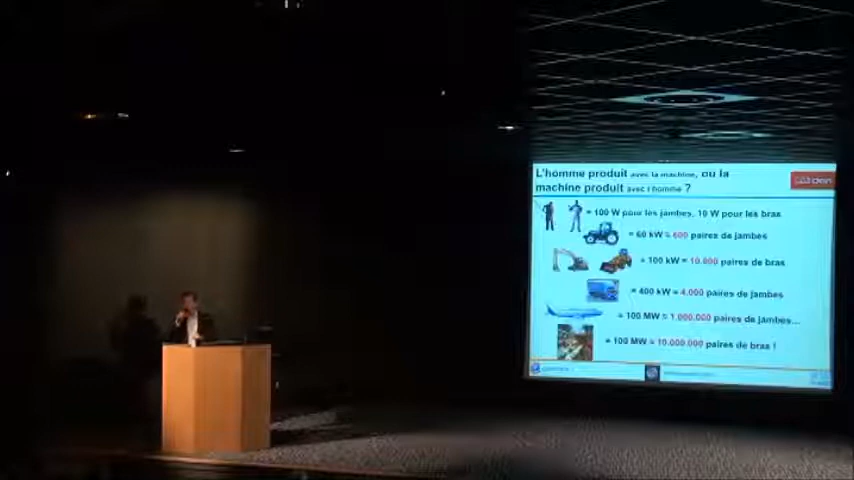 L'homme produit avec la machine, ou la
machine produit avec l'homme ?
= 100 W pour les jambes, 10 W pour les bras
= 60 kW = 600 paires de jambes
= 100 kW = 10.000 paires de bras
= 400 kW = 4.000 paires de jambes
= 100 MW = 1.000.000 paires de jambes...
= 100 MW = 10.000.000 paires de bras !